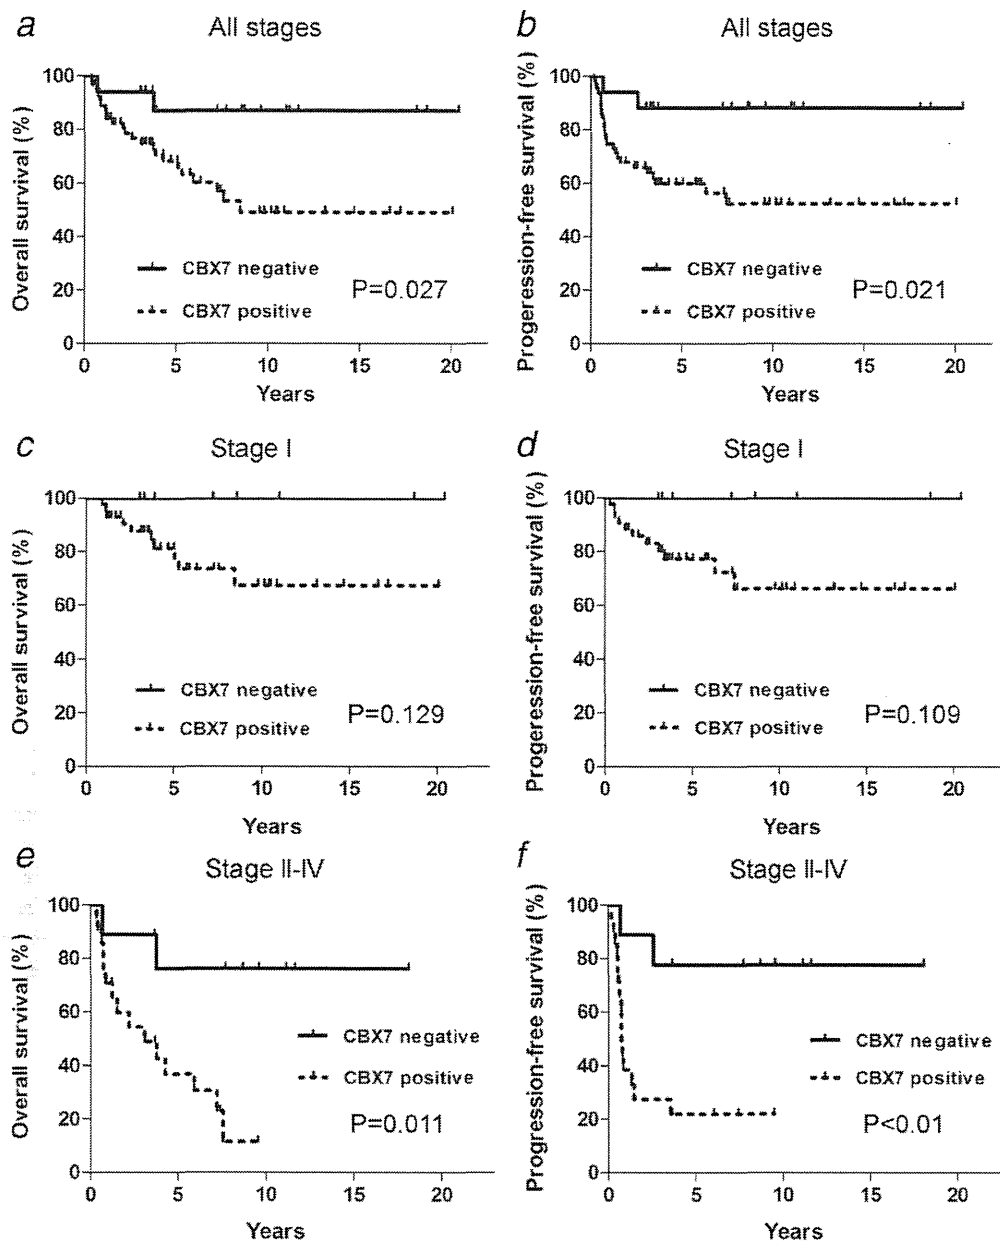 a
All stages
Overall survival (%)
100
80
60
40
20
0
CBX7 negative
CBX7 positive
P=0.027
0 5 10 15 20
Years
b
All stages
Progeression-free survival (%)
100
80
60
40
20
0
CBX7 negative
CBX7 positive
P=0.021
0 5 10 15 20
Years
c
Stage I
Overall survival (%)
100
80
60
40
20
0
CBX7 negative
CBX7 positive
P=0.129
0 5 10 15 20
Years
d
Stage I
Progeression-free survival (%)
100
80
60
40
20
0
CBX7 negative
CBX7 positive
P=0.109
0 5 10 15 20
Years
e
Stage II-IV
Overall survival (%)
100
80
60
40
20
0
CBX7 negative
CBX7 positive
P=0.011
0 5 10 15 20
Years
f
Stage II-IV
Progression-free survival (%)
100
80
60
40
20
0
CBX7 negative
CBX7 positive
P<0.01
0 5 10 15 20
Years